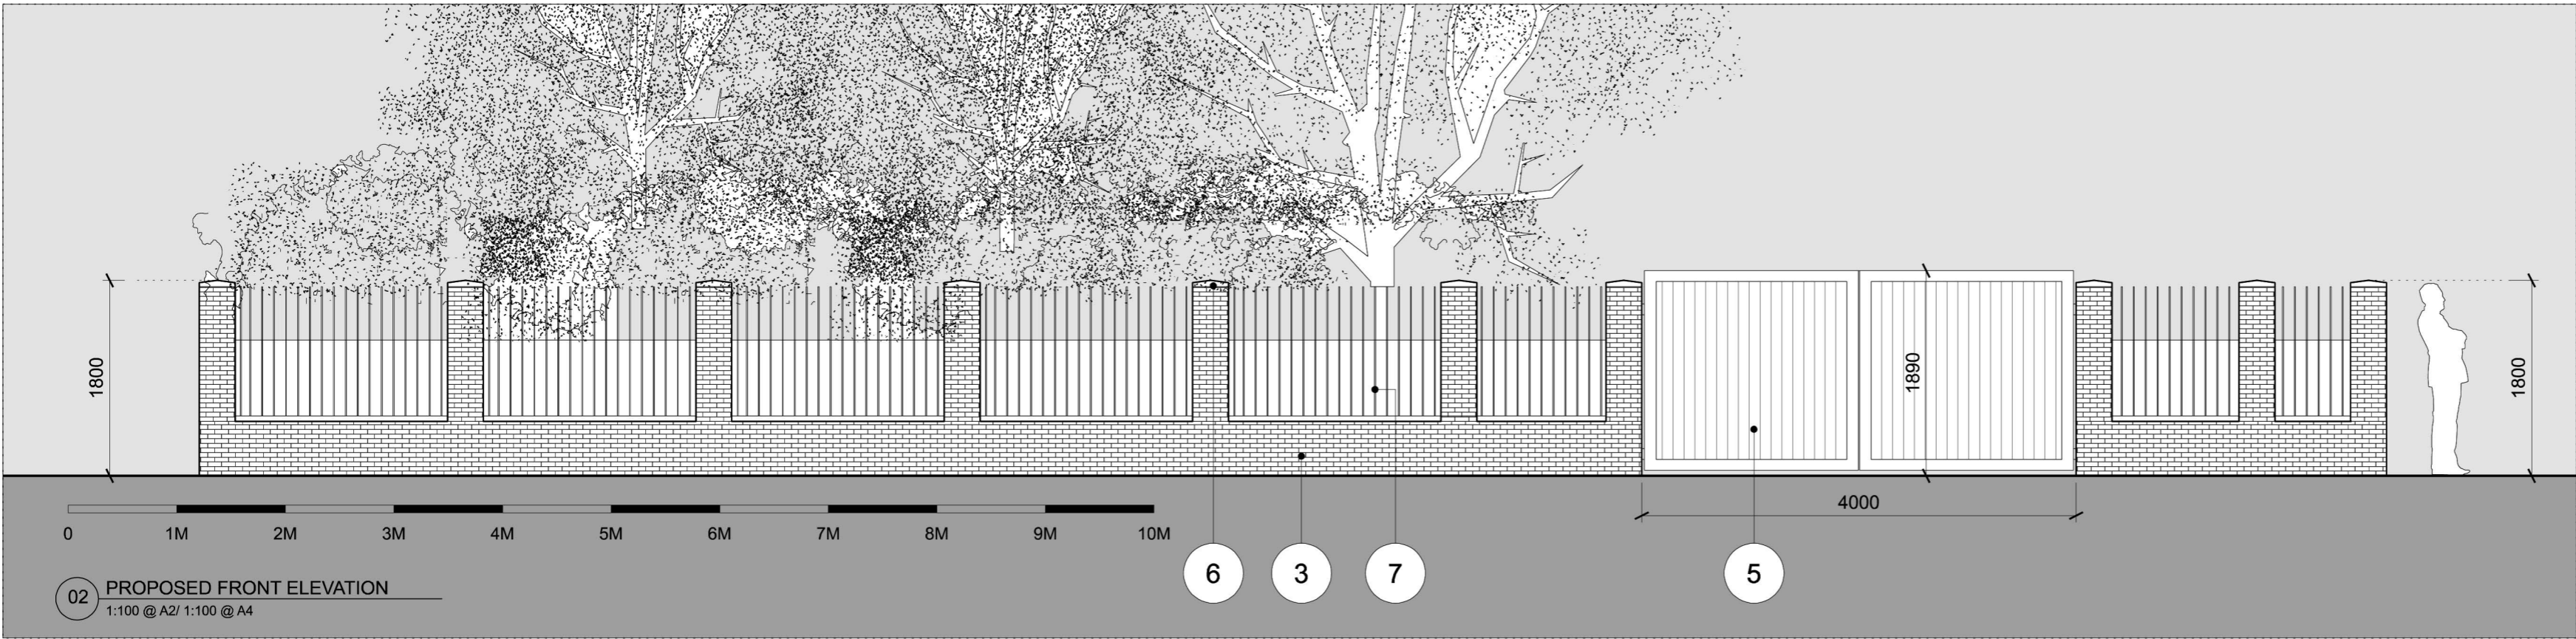 1800
1890
1800
4000
0 1M 2M 3M 4M 5M 6M 7M 8M 9M 10M
6 3 7 5
02 PROPOSED FRONT ELEVATION
1:100 @ A2/ 1:100 @ A4